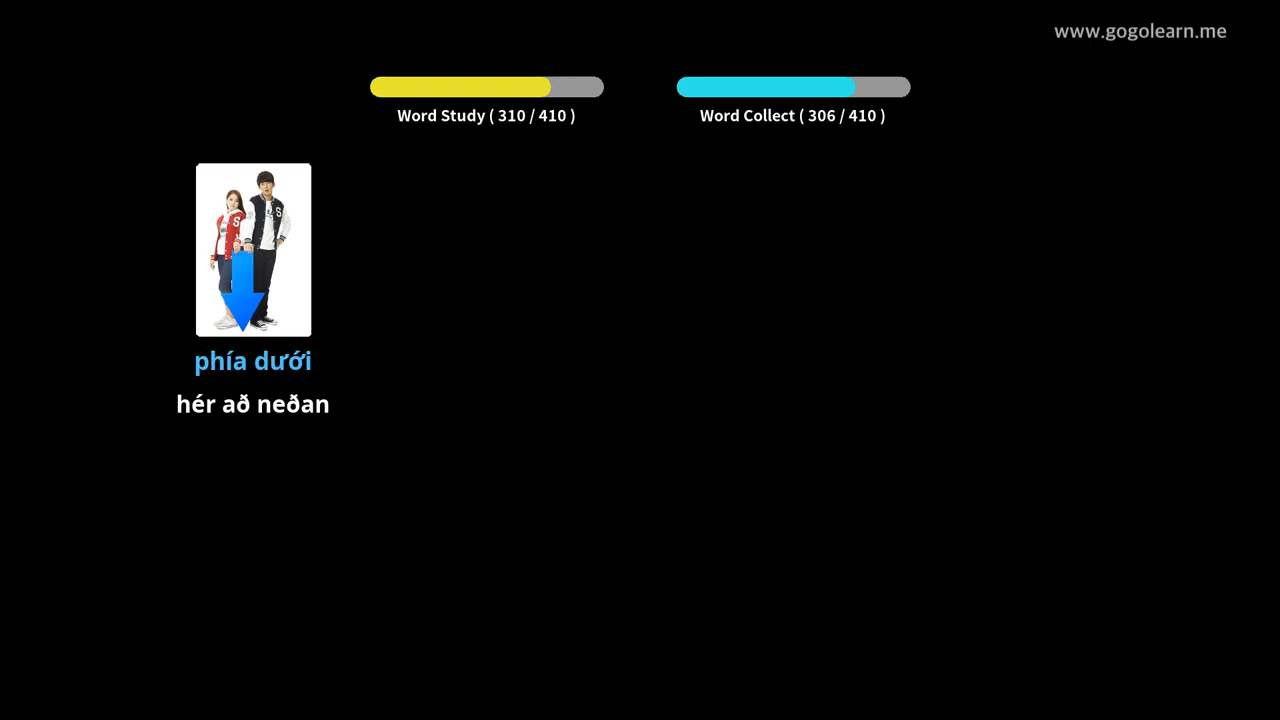 www.gogolearn.me
Word Study ( 310 / 410 )
Word Collect ( 306 / 410 )
S
S
phía dưới
hér að neðan